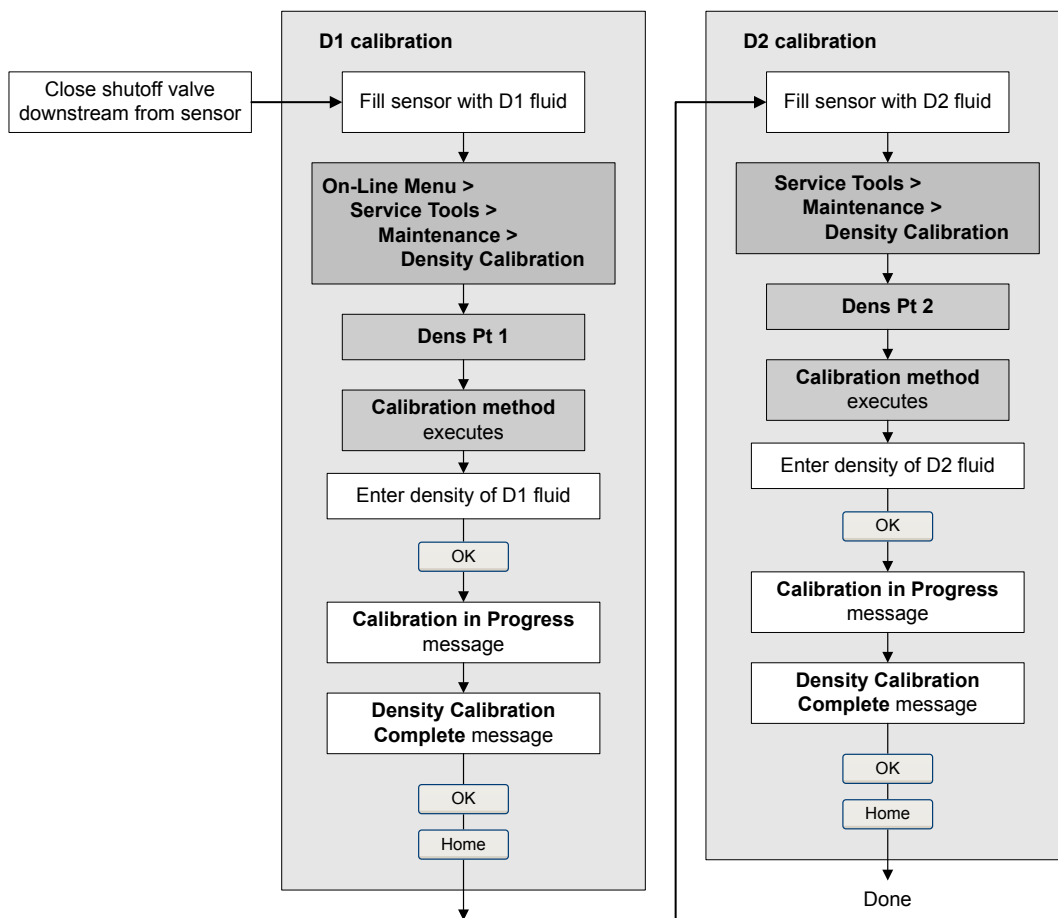 Close shutoff valve
downstream from sensor
D1 calibration
Fill sensor with D1 fluid
On-Line Menu >
Service Tools >
Maintenance >
Density Calibration
Dens Pt 1
Calibration method
executes
Enter density of D1 fluid
OK
Calibration in Progress
message
Density Calibration
Complete message
OK
Home
D2 calibration
Fill sensor with D2 fluid
Service Tools >
Maintenance >
Density Calibration
Dens Pt 2
Calibration method
executes
Enter density of D2 fluid
OK
Calibration in Progress
message
Density Calibration
Complete message
OK
Home
Done